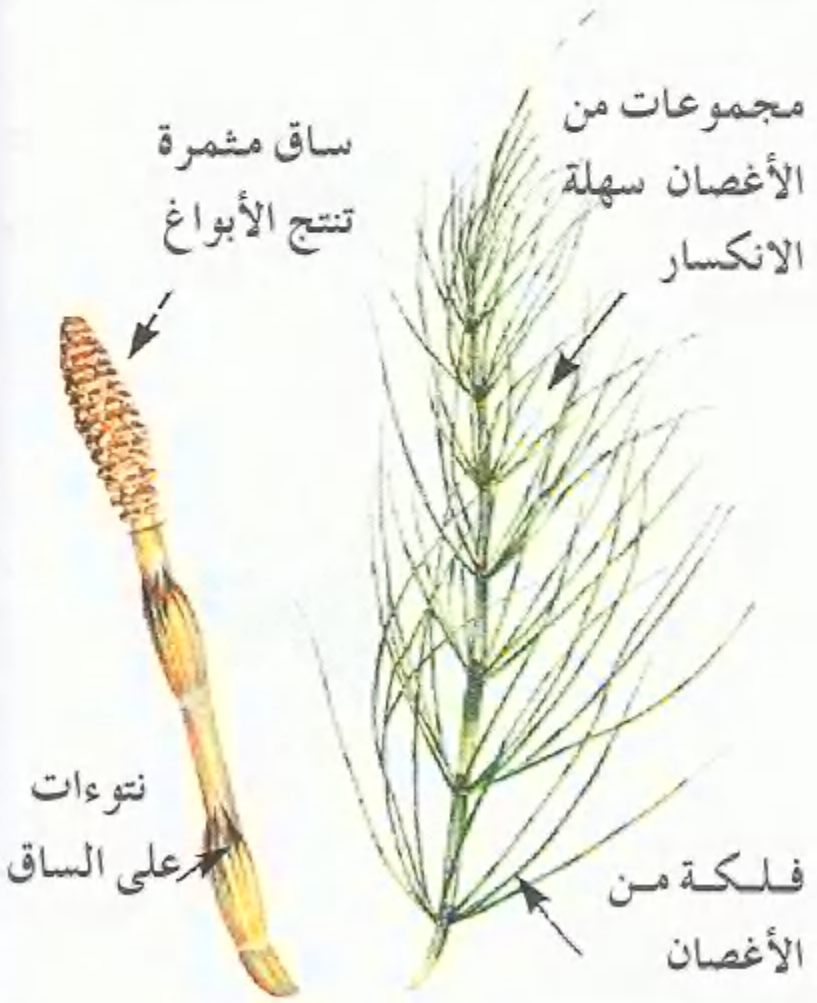 مجموعات من
الأغصان سهلة
الانكسار
ساق مثمرة
تنتج الأبواغ
نتوءات
على الساق
فلكة من
الأغصان